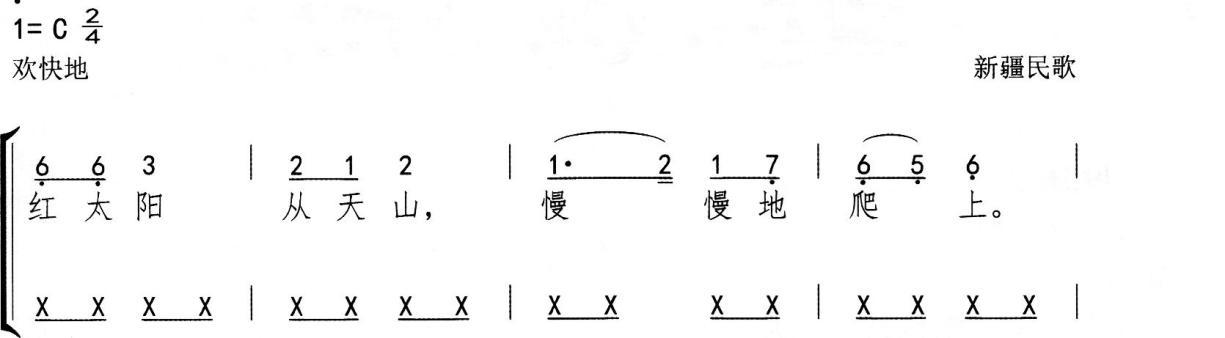 1= C 2/4
欢快地
新疆民歌
6 6 3 | 2 1 2 | 1· 2 1 7 | 6 5 6 |
红 太 阳 从 天 山， 慢 慢 地 爬 上。
X X X X | X X X X | X X X X | X X X X |